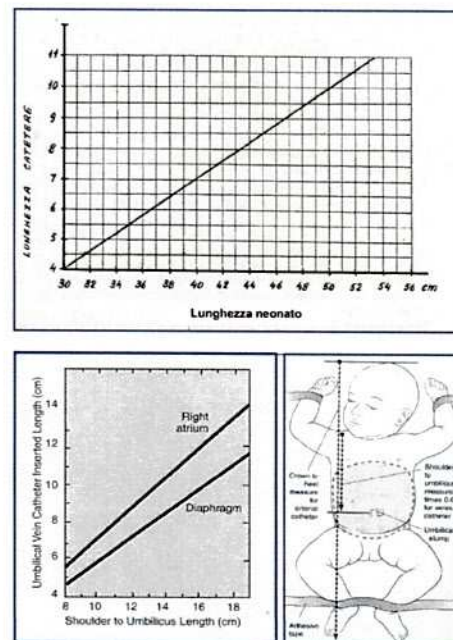 LUNGHEZZA CATETERE
11
10
9
8
7
6
5
4
30 32 34 36 38 40 42 44 46 48 50 52 54 56 cm
Lunghezza neonato
Umbilical Vein Catheter Inserted Length (cm)
14
12
10
8
6
4
Right
atrium
Diaphragm
10 12 14 16 18
Shoulder to Umbilicus Length (cm)
Crown to
heel
measure
for
arterial
catheter
Shoulder
to
umbilicus
measure
times
for
catheter
Umbilical
stump
Adhesive
tape